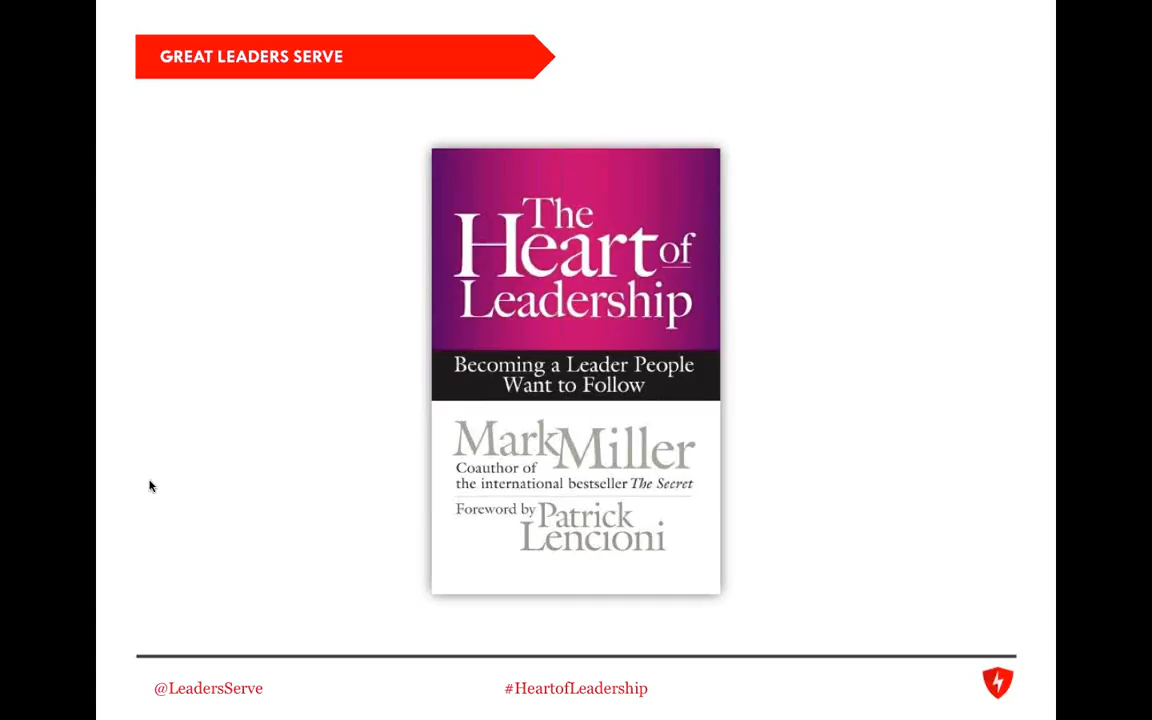 GREAT LEADERS SERVE
The
Heart of
Leadership
Becoming a Leader People
Want to Follow
Mark Miller
Coauthor of
the international bestseller The Secret
Foreword by Patrick
Lencioni
@LeadersServe
#HeartofLeadership